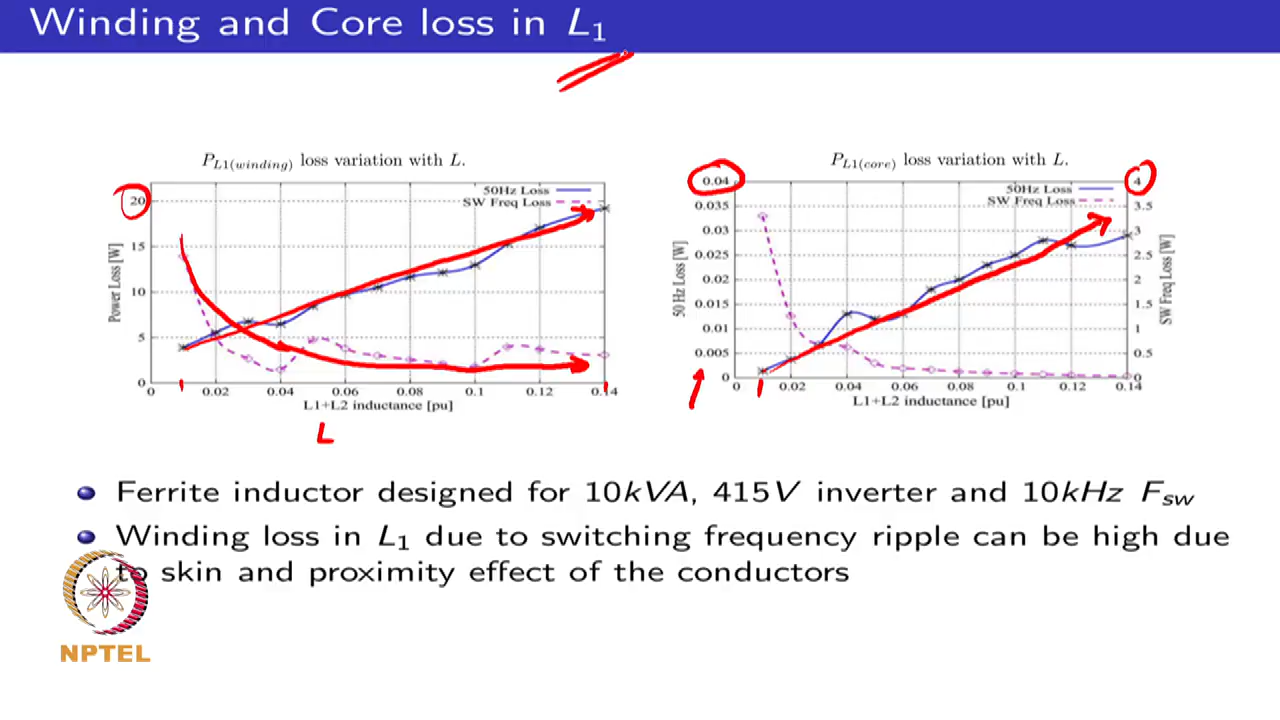 Winding and Core loss in L1
PL1(winding) loss variation with L.
50Hz Loss
SW Freq Loss
20
15
10
5
0
Power Loss [W]
0 0.02 0.04 0.06 0.08 0.1 0.12 0.14
L1+L2 inductance [pu]
L
PL1(core) loss variation with L.
50Hz Loss
SW Freq Loss
0.04
0.035
0.03
0.025
0.02
0.015
0.01
0.005
0
50 Hz Loss [W]
4
3.5
3
2.5
2
1.5
1
0.5
0
SW Freq Loss [W]
0 0.02 0.04 0.06 0.08 0.1 0.12 0.14
L1+L2 inductance [pu]
Ferrite inductor designed for 10kVA, 415V inverter and 10kHz Fsw
Winding loss in L1 due to switching frequency ripple can be high due
to skin and proximity effect of the conductors
NPTEL